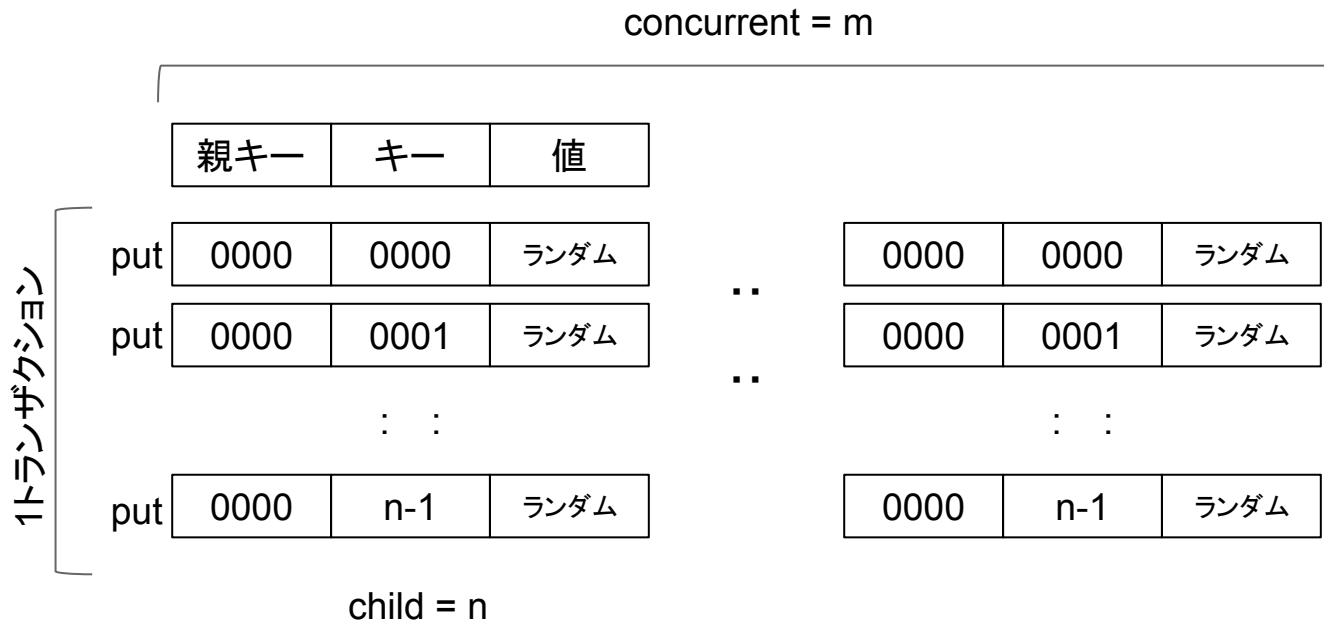 concurrent = m
親キー キー 値
put 0000 0000 ランダム ‥ 0000 0000 ランダム
put 0000 0001 ランダム ‥ 0000 0001 ランダム
: : : :
put 0000 n-1 ランダム 0000 n-1 ランダム
1トランザクション
child = n